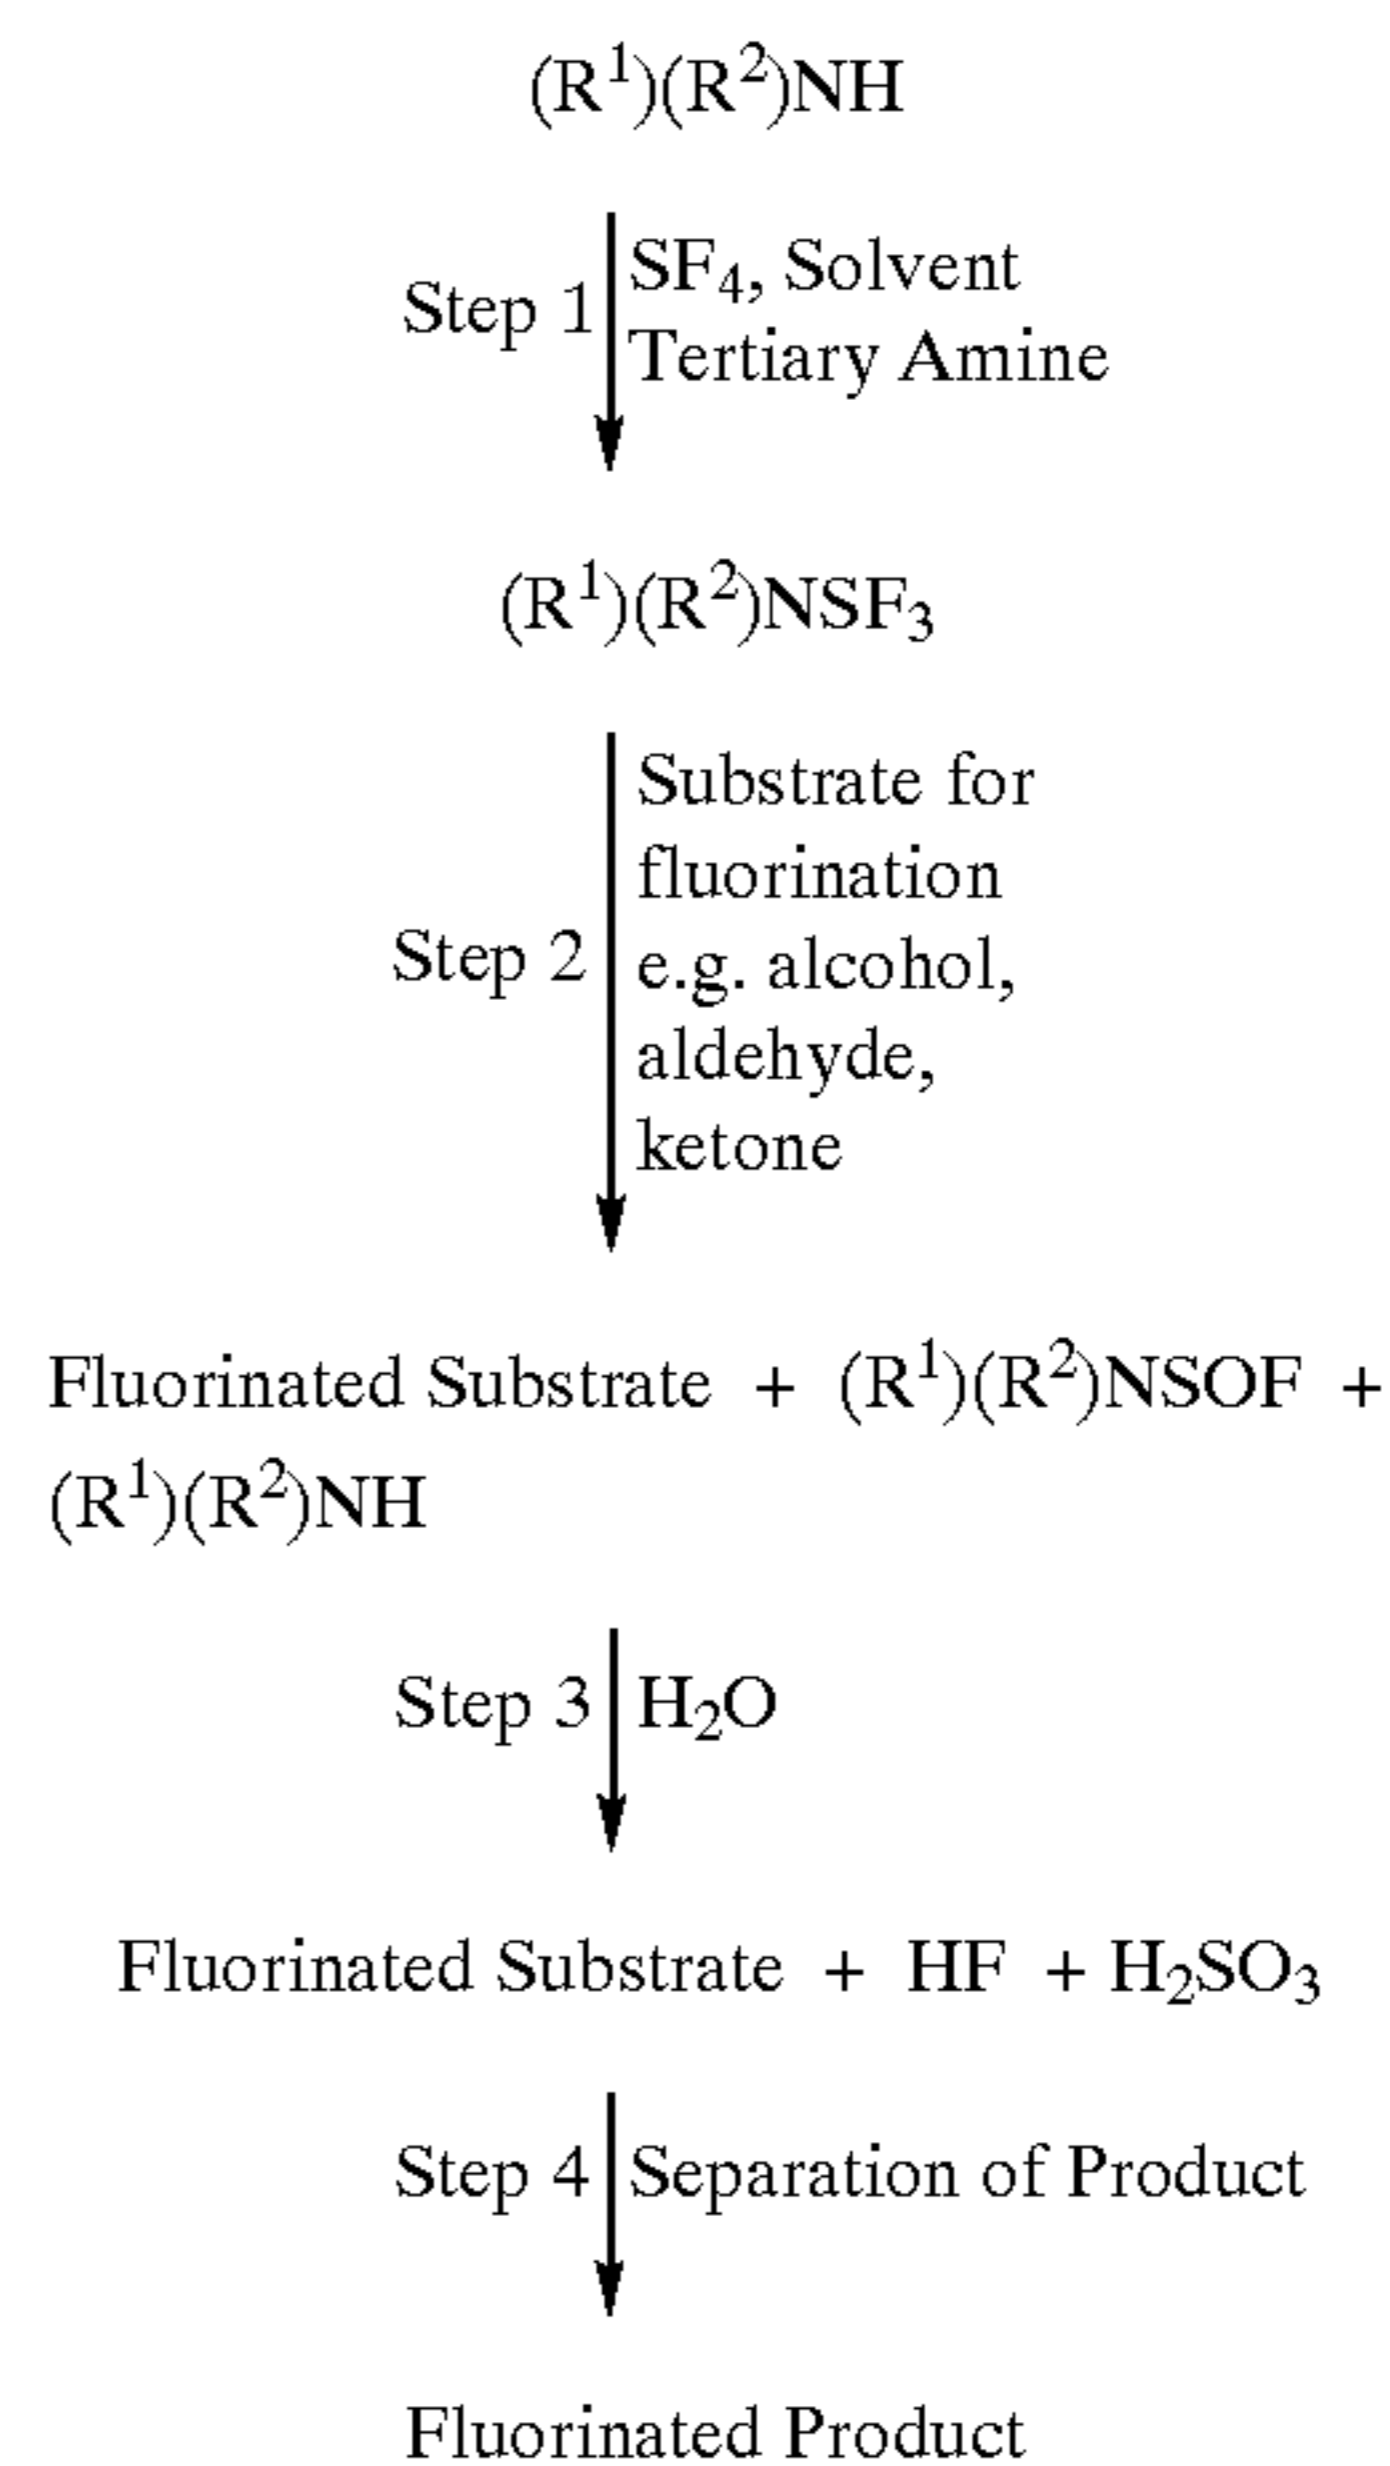 (R¹)(R²)NH
SF₄, Solvent
Step 1
Tertiary Amine
(R¹)(R²)NSF₃
Substrate for
fluorination
Step 2
e.g. alcohol,
aldehyde,
ketone
Fluorinated Substrate + (R¹)(R²)NSOF +
(R¹)(R²)NH
Step 3 H₂O
Fluorinated Substrate + HF + H₂SO₃
Step 4 Separation of Product
Fluorinated Product